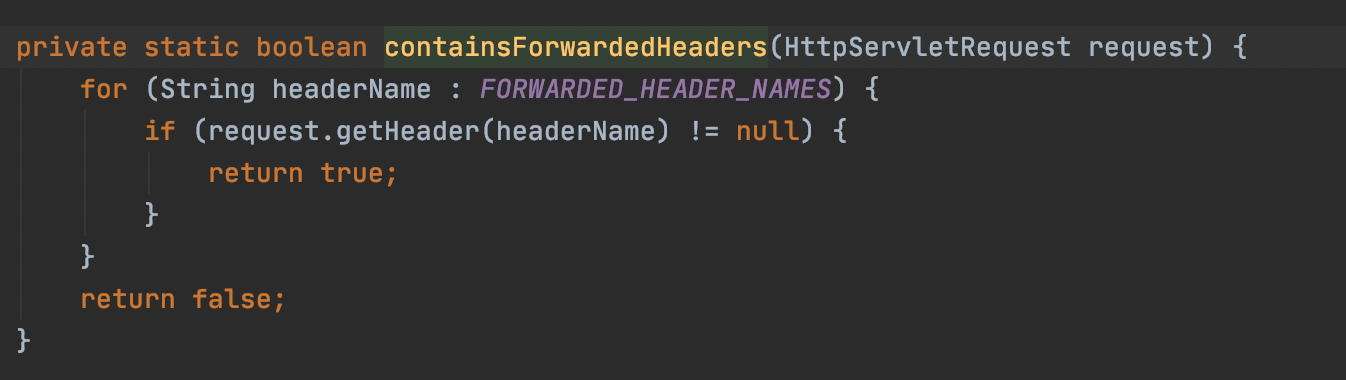 private static boolean containsForwardedHeaders(HttpServletRequest request) {
    for (String headerName : FORWARDED_HEADER_NAMES) {
        if (request.getHeader(headerName) != null) {
            return true;
        }
    }
    return false;
}